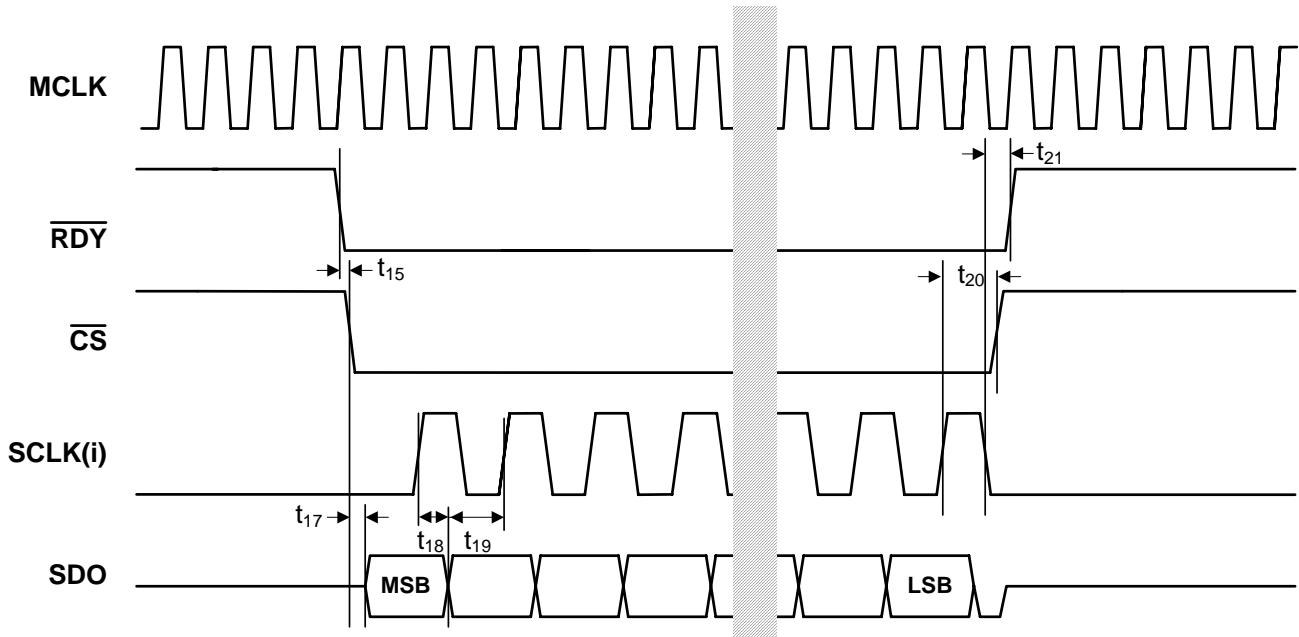 MCLK
t21
RDY
t15
t20
CS
SCLK(i)
t17
t18
t19
SDO
MSB
LSB